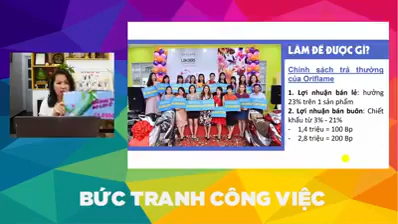 LÀM ĐỂ ĐƯỢC GÌ?
Chính sách trả thưởng
của Oriflame
1. Lợi nhuận bán lẻ: hưởng
23% trên 1 sản phẩm
2. Lợi nhuận bán buôn: Chiết
khấu từ 3% - 21%
- 1,4 triệu = 100 Bp
- 2,8 triệu = 200 Bp
BỨC TRANH CÔNG VIỆC